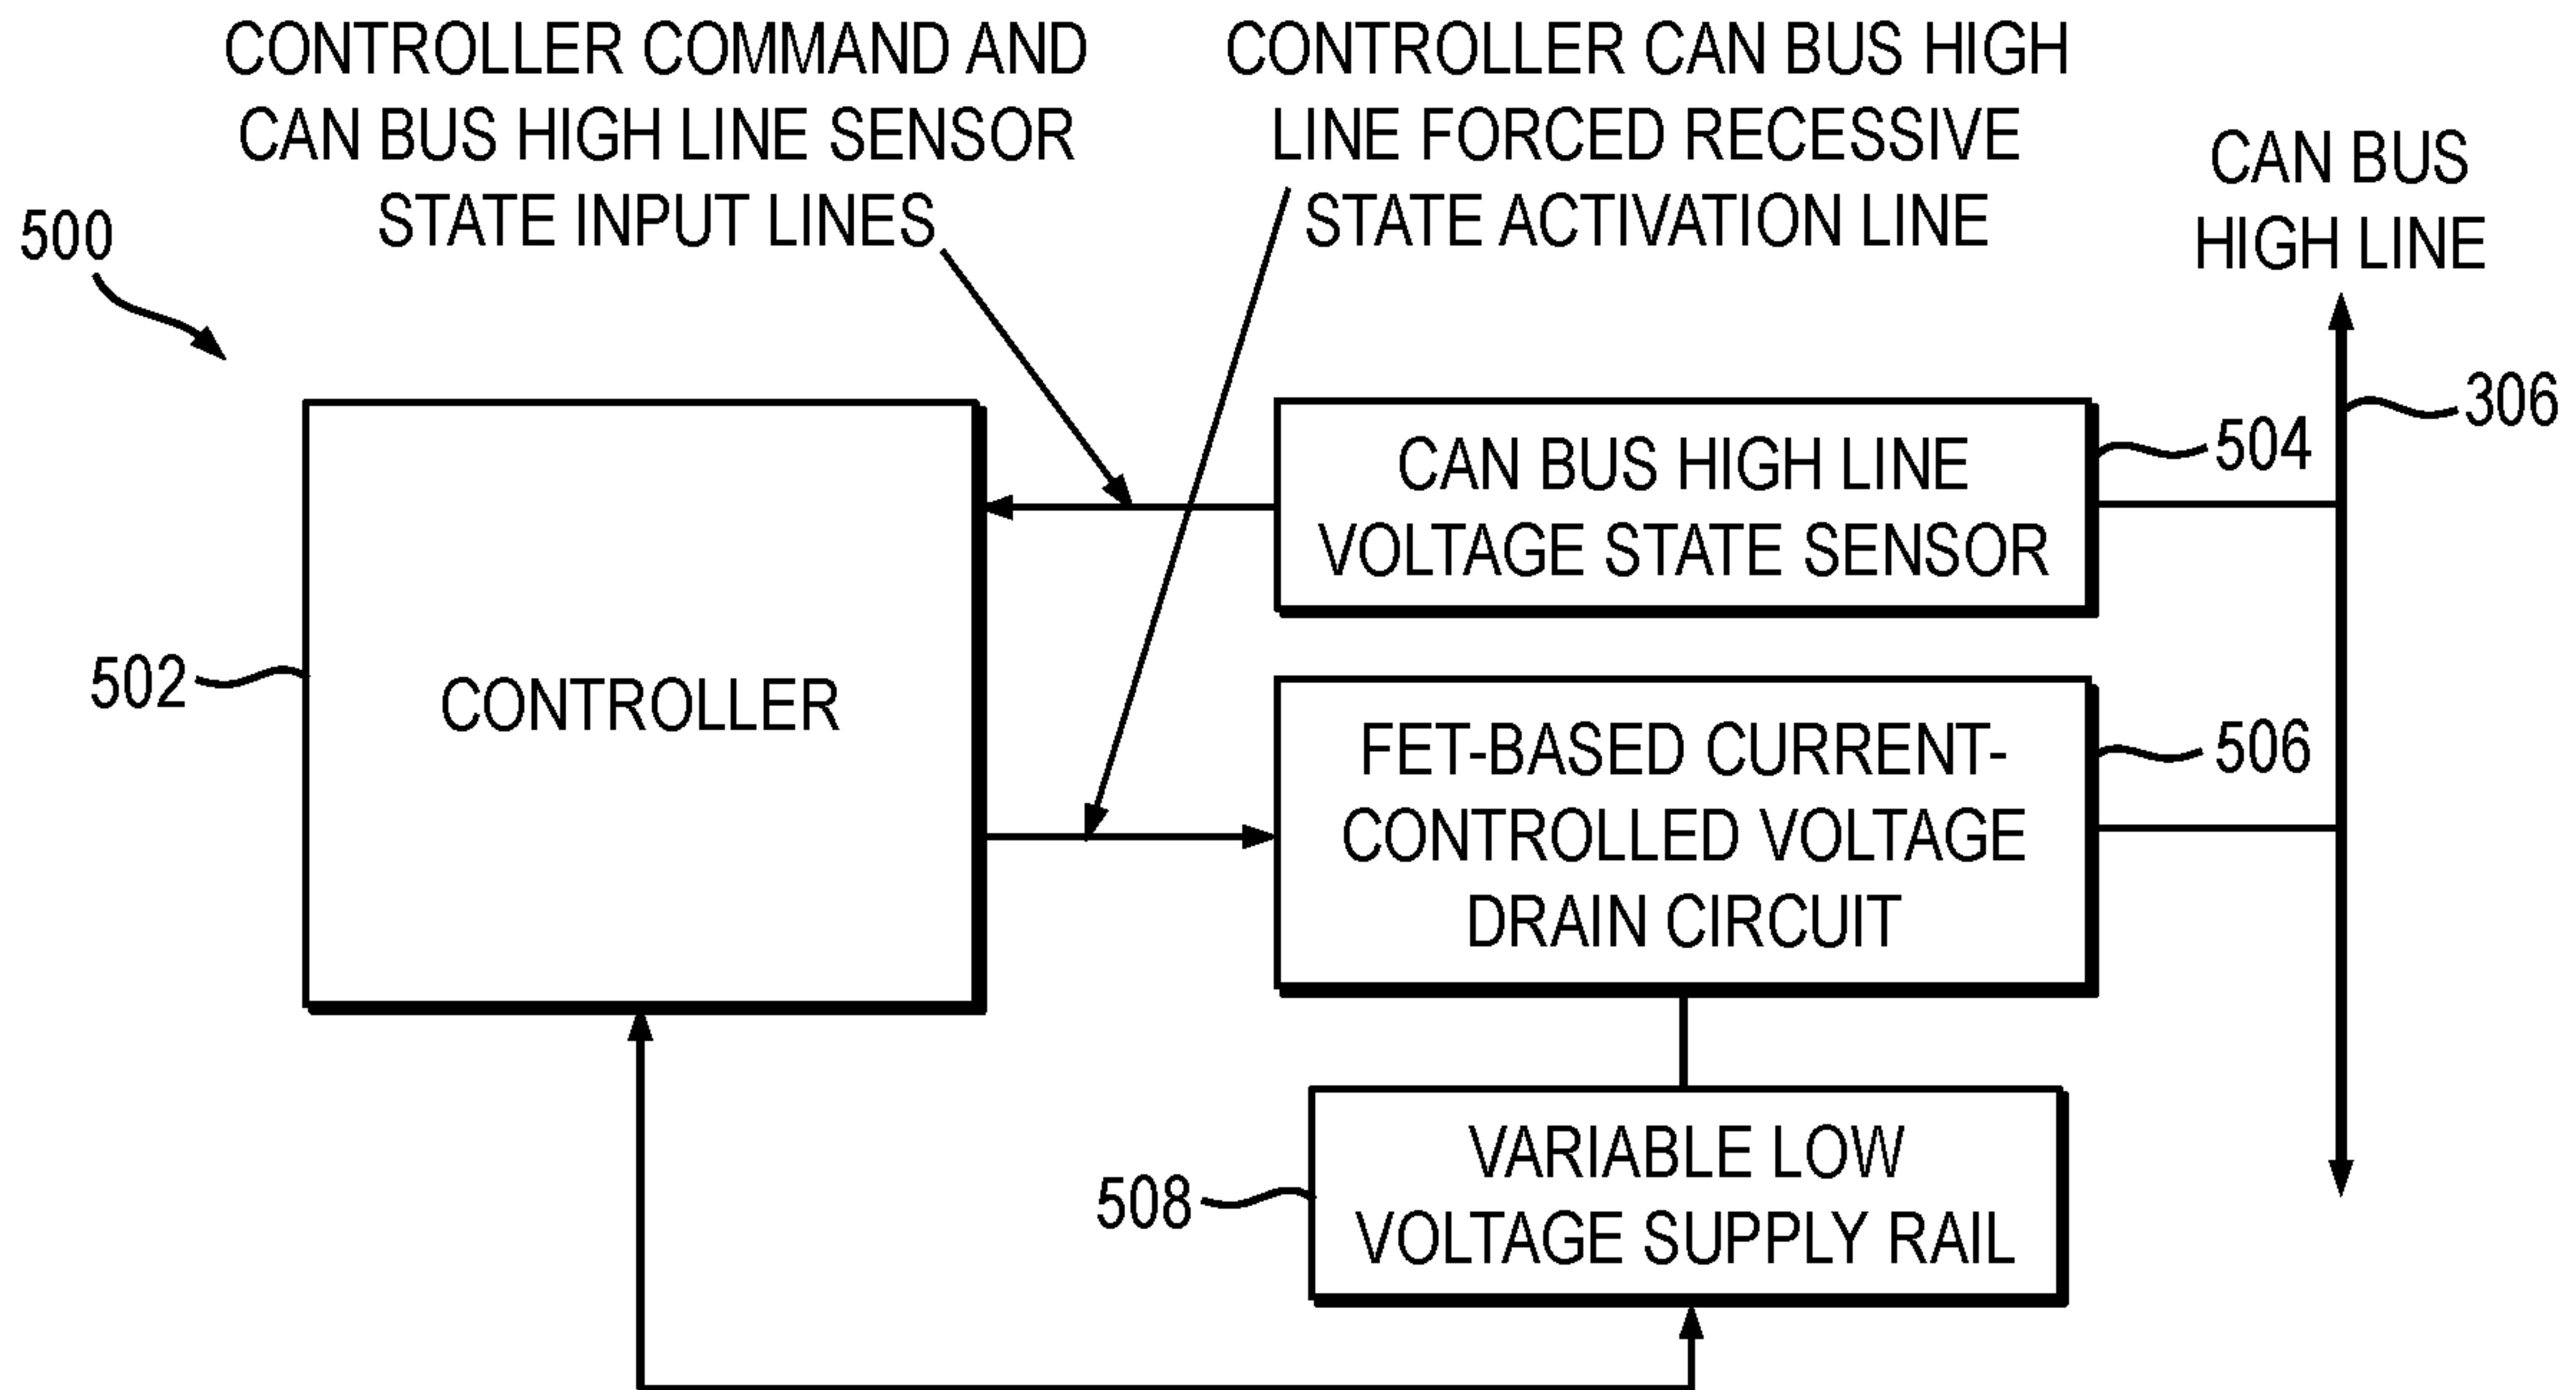 CONTROLLER COMMAND AND
CAN BUS HIGH LINE SENSOR
STATE INPUT LINES
CONTROLLER CAN BUS HIGH
LINE FORCED RECESSIVE
STATE ACTIVATION LINE
CAN BUS
HIGH LINE
500
306
504
CAN BUS HIGH LINE
VOLTAGE STATE SENSOR
502
CONTROLLER
506
FET-BASED CURRENT-
CONTROLLED VOLTAGE
DRAIN CIRCUIT
508
VARIABLE LOW
VOLTAGE SUPPLY RAIL